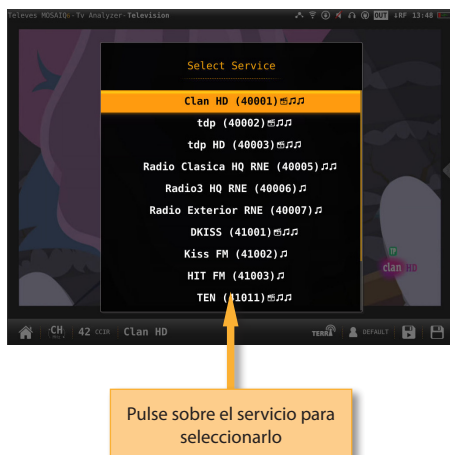 Televes MOSAIQ6-Tv Analyzer-Television
OUT RF 13:48
Select Service
Clan HD (40001)
tdp (40002)
tdp HD (40003)
Radio Clasica HQ RNE (40005)
Radio3 HQ RNE (40006)
Radio Exterior RNE (40007)
DKISS (41001)
Kiss FM (41002)
HIT FM (41003)
TEN (41011)
clan HD
CH 42 CCIR Clan HD TERR DEFAULT
Pulse sobre el servicio para
seleccionarlo